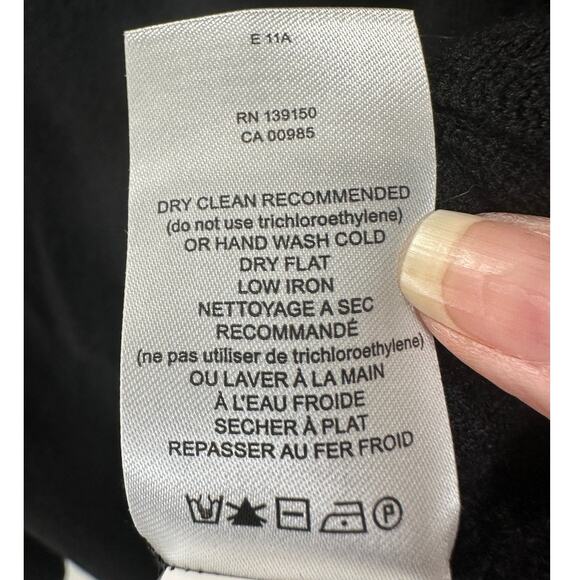 E 11A
RN 139150
CA 00985
DRY CLEAN RECOMMENDED
(do not use trichloroethylene)
OR HAND WASH COLD
DRY FLAT
LOW IRON
NETTOYAGE A SEC
RECOMMANDÉ
(ne pas utiliser de trichloroethylene)
OU LAVER À LA MAIN
À L'EAU FROIDE
SECHER À PLAT
REPASSER AU FER FROID
P